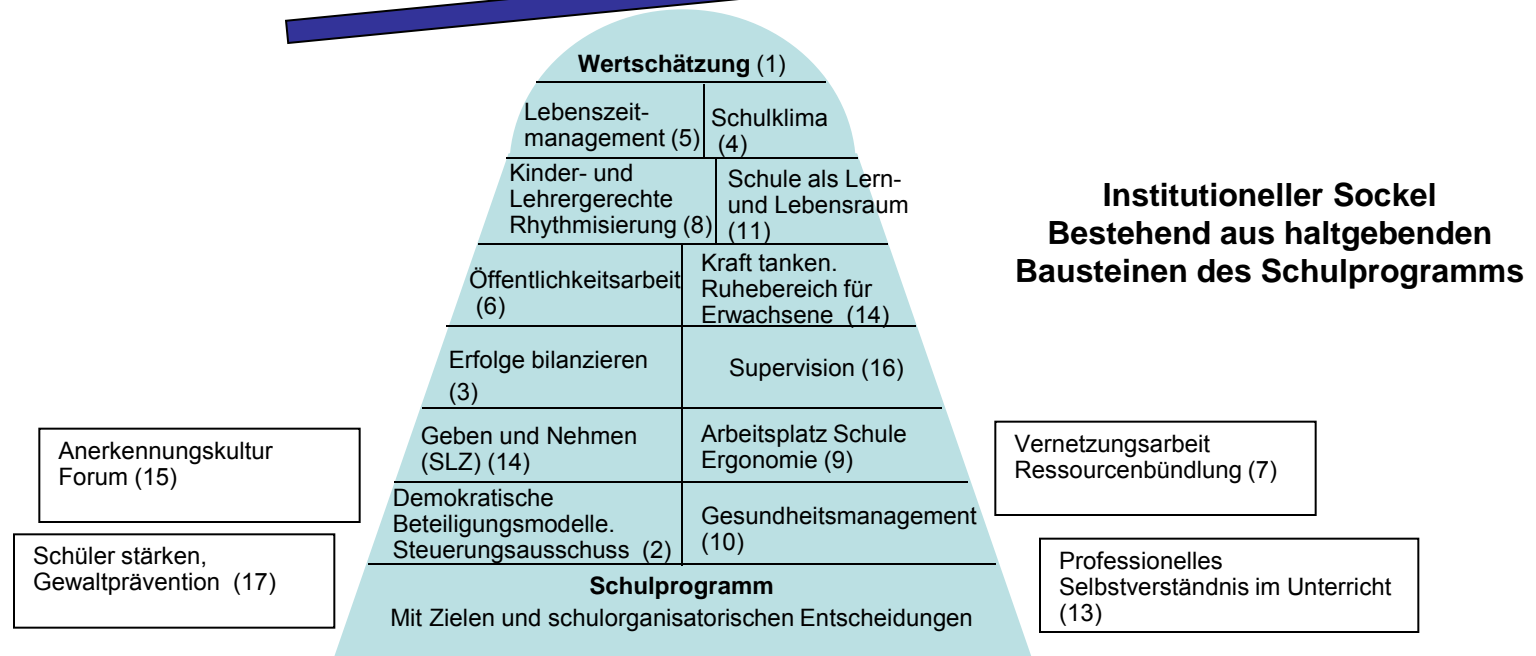 Wertschätzung (1)
Lebenszeit-
management (5)
Schulklima
(4)
Kinder- und
Lehrergerechte
Rhythmisierung (8)
Schule als Lern-
und Lebensraum
(11)
Institutioneller Sockel
Bestehend aus haltgebenden
Bausteinen des Schulprogramms
Öffentlichkeitsarbeit
(6)
Kraft tanken.
Ruhebereich für
Erwachsene (14)
Erfolge bilanzieren
(3)
Supervision (16)
Anerkennungskultur
Forum (15)
Geben und Nehmen
(SLZ) (14)
Arbeitsplatz Schule
Ergonomie (9)
Vernetzungsarbeit
Ressourcenbündlung (7)
Schüler stärken,
Gewaltprävention (17)
Demokratische
Beteiligungsmodelle.
Steuerungsausschuss (2)
Gesundheitsmanagement
(10)
Professionelles
Selbstverständnis im Unterricht
(13)
Schulprogramm
Mit Zielen und schulorganisatorischen Entscheidungen